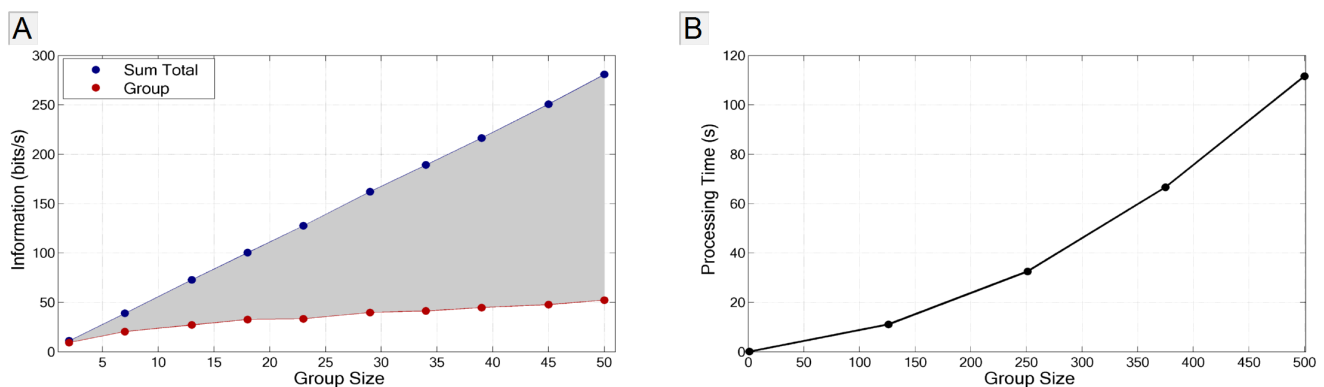 A
Information (bits/s)
300
250
200
150
100
50
0
Sum Total
Group
5 10 15 20 25 30 35 40 45 50
Group Size
B
Processing Time (s)
120
100
80
60
40
20
0
0 50 100 150 200 250 300 350 400 450 500
Group Size